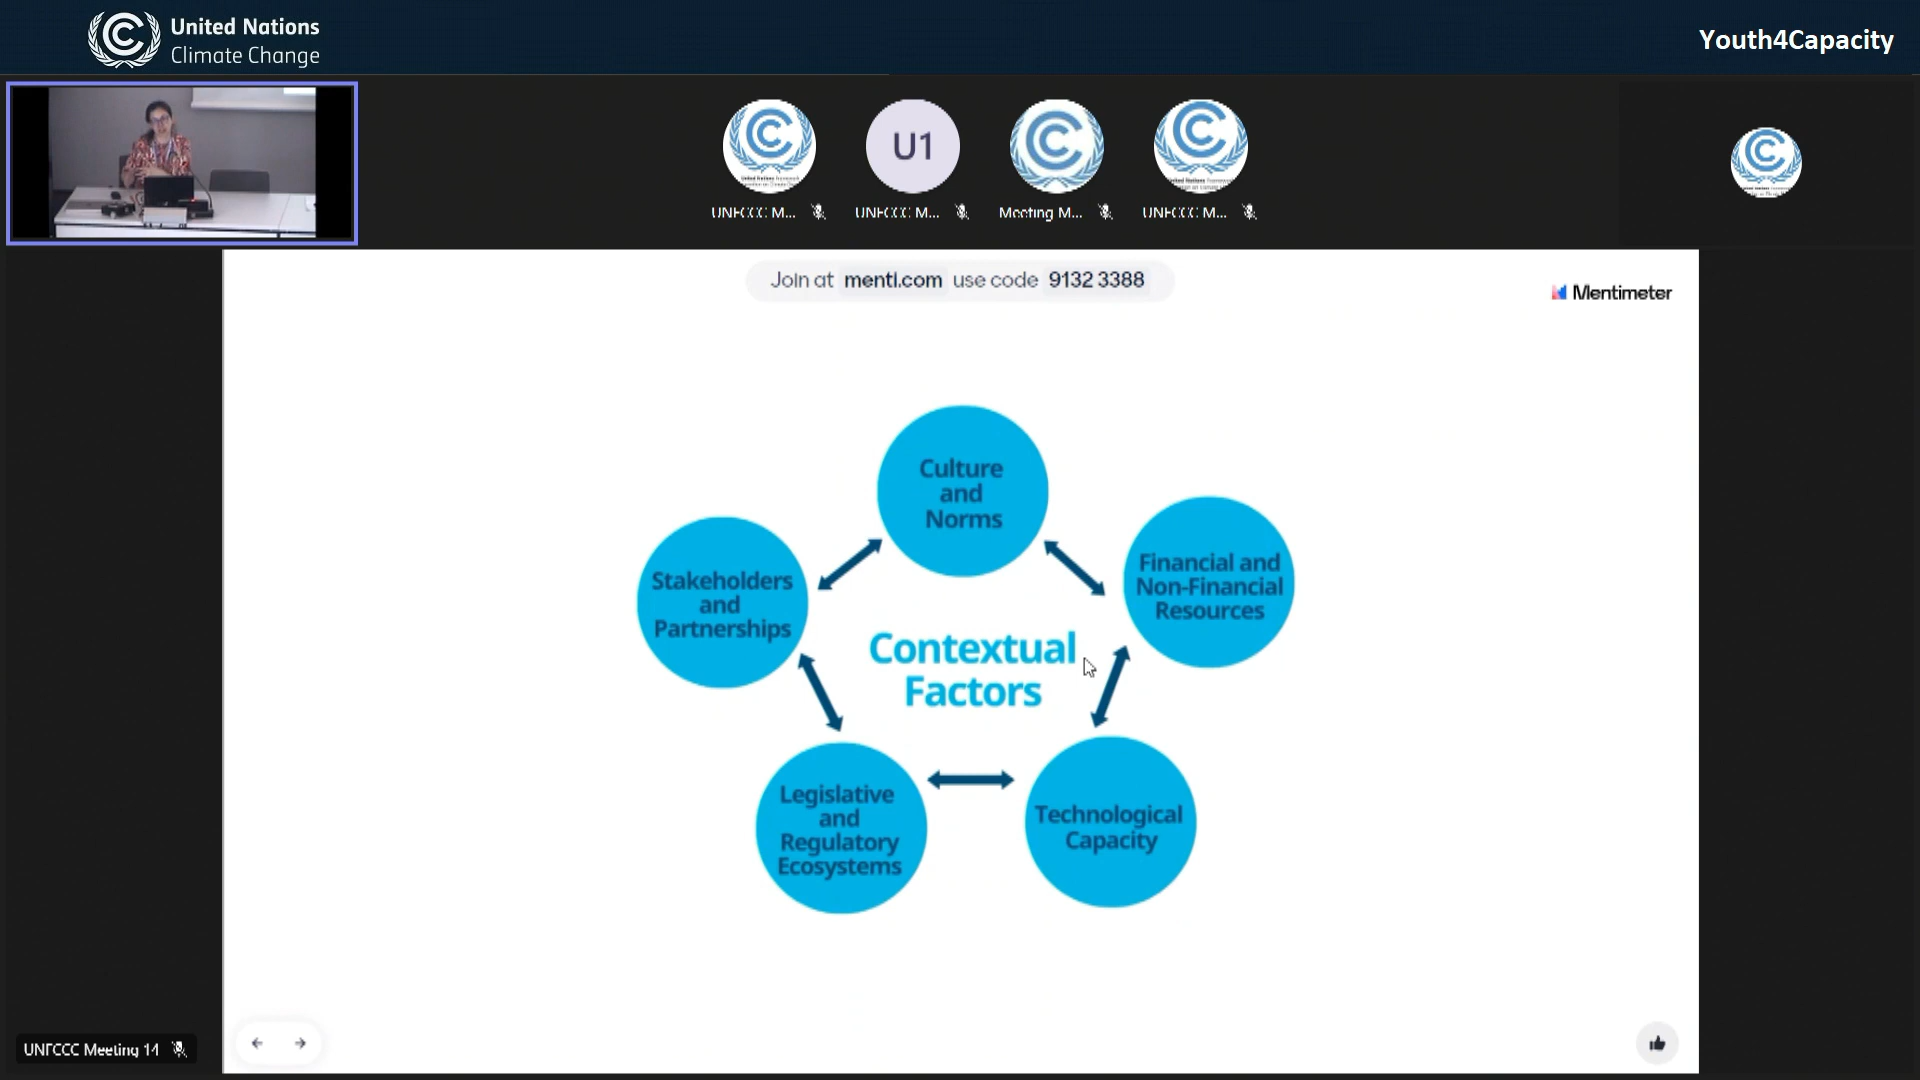 United Nations
Climate Change
Youth4Capacity
U1
UNFCCC M...
UNFCCC M...
Meeting M...
UNFCCC M...
Join at menti.com use code 9132 3388
Mentimeter
Culture
and
Norms
Financial and
Non-Financial
Resources
Stakeholders
and
Partnerships
Contextual
Factors
Legislative
and
Regulatory
Ecosystems
Technological
Capacity
UNFCCC Meeting 14